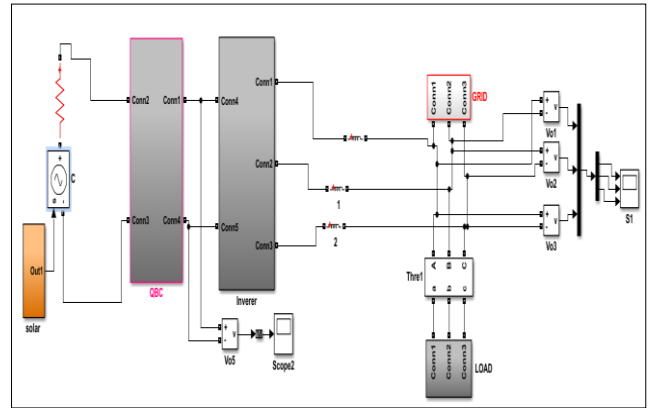 Conn1
Conn2
Conn3
GRID
Conn2
Conn1
Conn4
Conn1
Conn2
Conn3
Conn4
Conn5
Conn3
QBC
Inverer
C
s
+
-
Out1
solar
1
2
+
-
v
Vo1
+
-
v
Vo2
+
-
v
Vo3
S1
A
B
C
a
b
c
Thre1
Conn1
Conn2
Conn3
LOAD
+
-
v
Vo5
Scope2